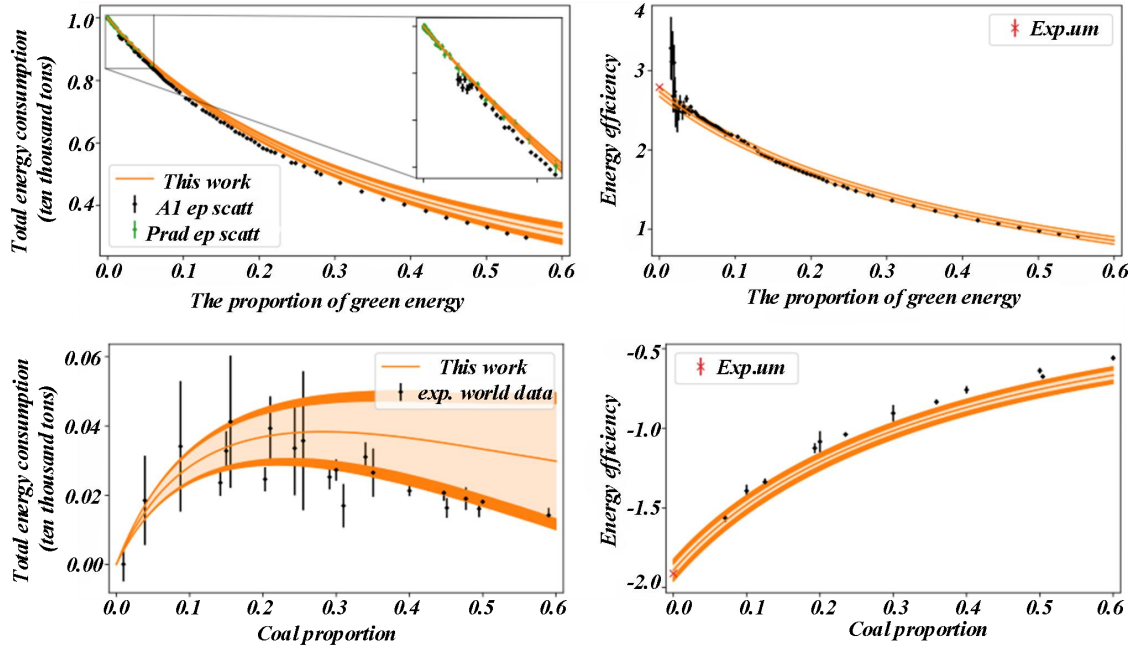 Total energy consumption
(ten thousand tons)
1.0
0.8
0.6
0.4
This work
A1 ep scatt
Prad ep scatt
0.0 0.1 0.2 0.3 0.4 0.5 0.6
The proportion of green energy
Energy efficiency
4
3
2
1
Exp.um
0.0 0.1 0.2 0.3 0.4 0.5 0.6
The proportion of green energy
Total energy consumption
(ten thousand tons)
0.06
0.04
0.02
0.00
This work
exp. world data
0.0 0.1 0.2 0.3 0.4 0.5 0.6
Coal proportion
Energy efficiency
-0.5
-1.0
-1.5
-2.0
Exp.um
0.0 0.1 0.2 0.3 0.4 0.5 0.6
Coal proportion